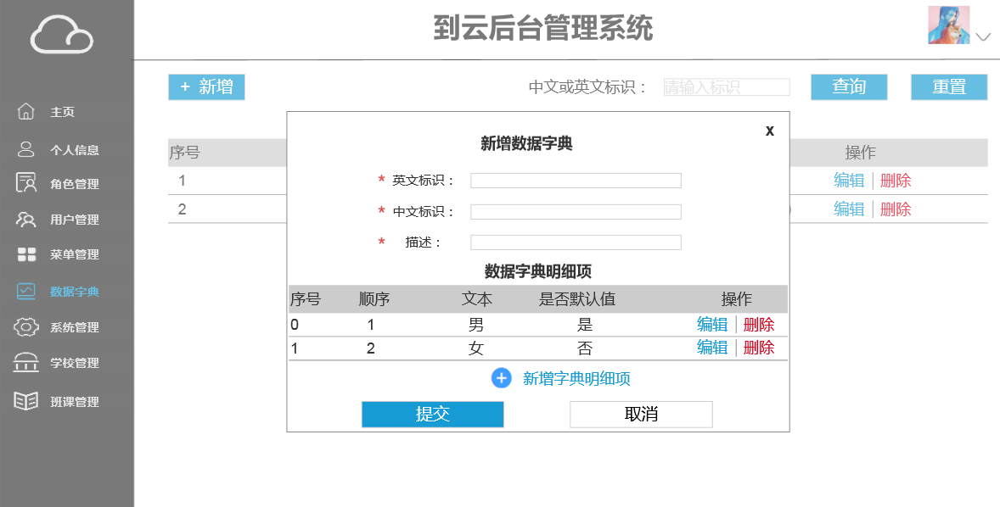 到云后台管理系统
+ 新增
中文或英文标识：
请输入标识
查询
重置
主页
个人信息
角色管理
用户管理
菜单管理
数据字典
系统管理
学校管理
班课管理
序号 操作
1 编辑 | 删除
2 编辑 | 删除
x
新增数据字典
* 英文标识：
* 中文标识：
* 描述：
数据字典明细项
序号 顺序 文本 是否默认值 操作
0 1 男 是 编辑 | 删除
1 2 女 否 编辑 | 删除
+ 新增字典明细项
提交 取消